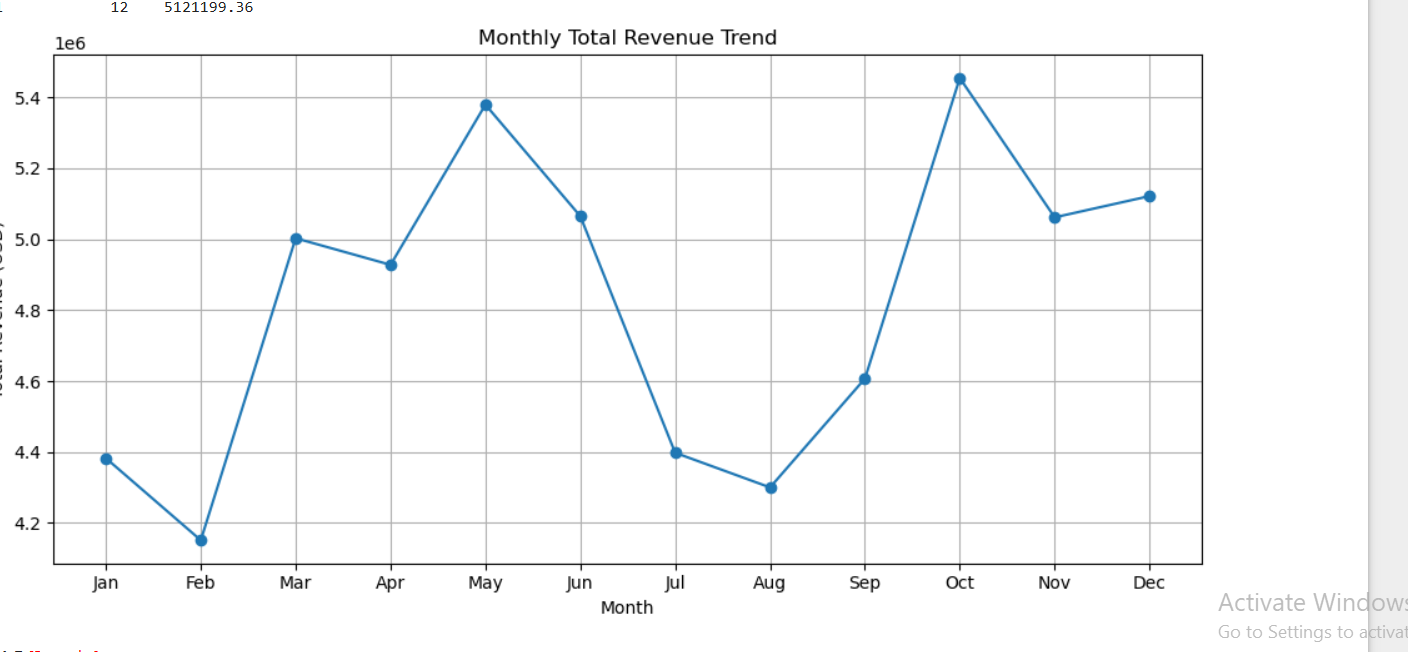 12 5121199.36
Monthly Total Revenue Trend
1e6
5.4
5.2
5.0
4.8
4.6
4.4
4.2
Jan Feb Mar Apr May Jun Jul Aug Sep Oct Nov Dec
Month
Activate Windows
Go to Settings to activat